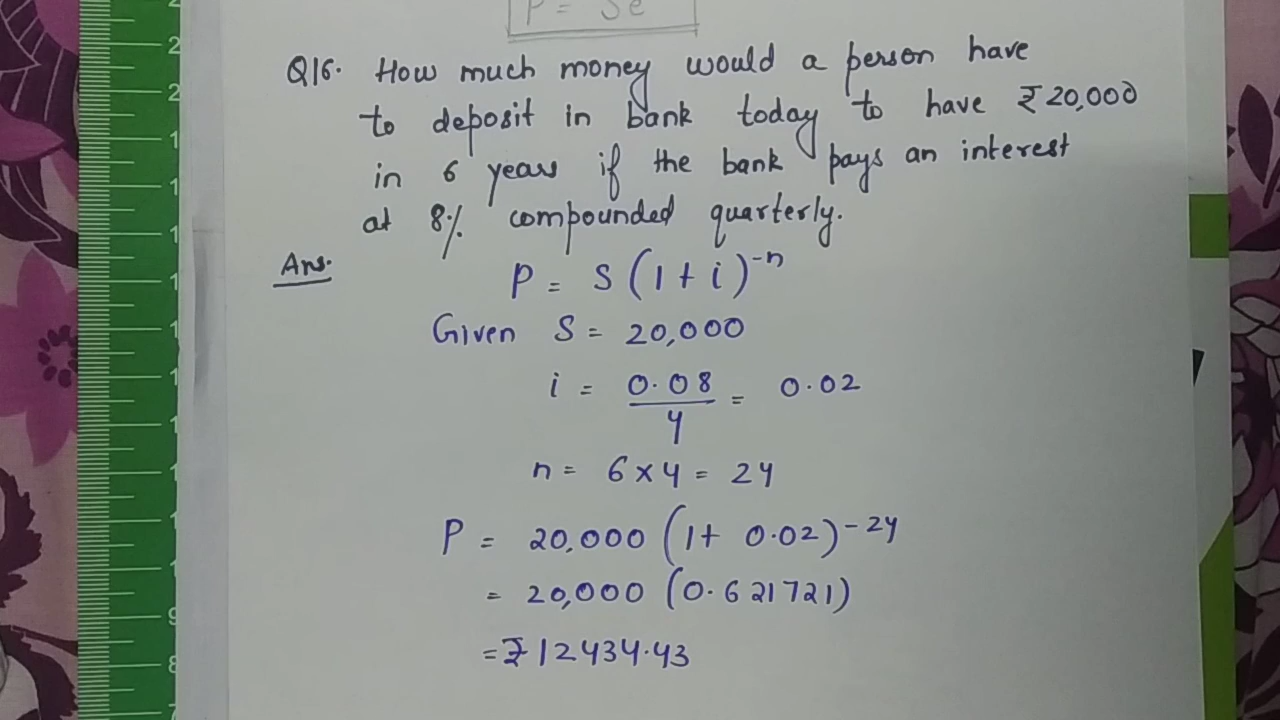 P = Se
Q16. How much money would a person have
to deposit in bank today to have ₹20,000
in 6 years if the bank pays an interest
at 8% compounded quarterly.
Ans.
P = S(1+i)^-n
Given S = 20,000
i = 0.08/4 = 0.02
n = 6×4 = 24
P = 20,000 (1+ 0.02)^-24
= 20,000 (0.621721)
= ₹12434.43